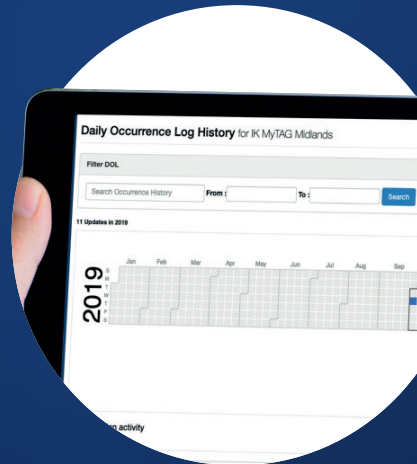 Daily Occurrence Log History for IK MyTAG Midlands
Filter DOL
Search Occurrence History From : To : Search
11 Updates in 2019
Jan Feb Mar Apr May Jun Jul Aug Sep
2019
S
M
T
W
T
F
S
activity